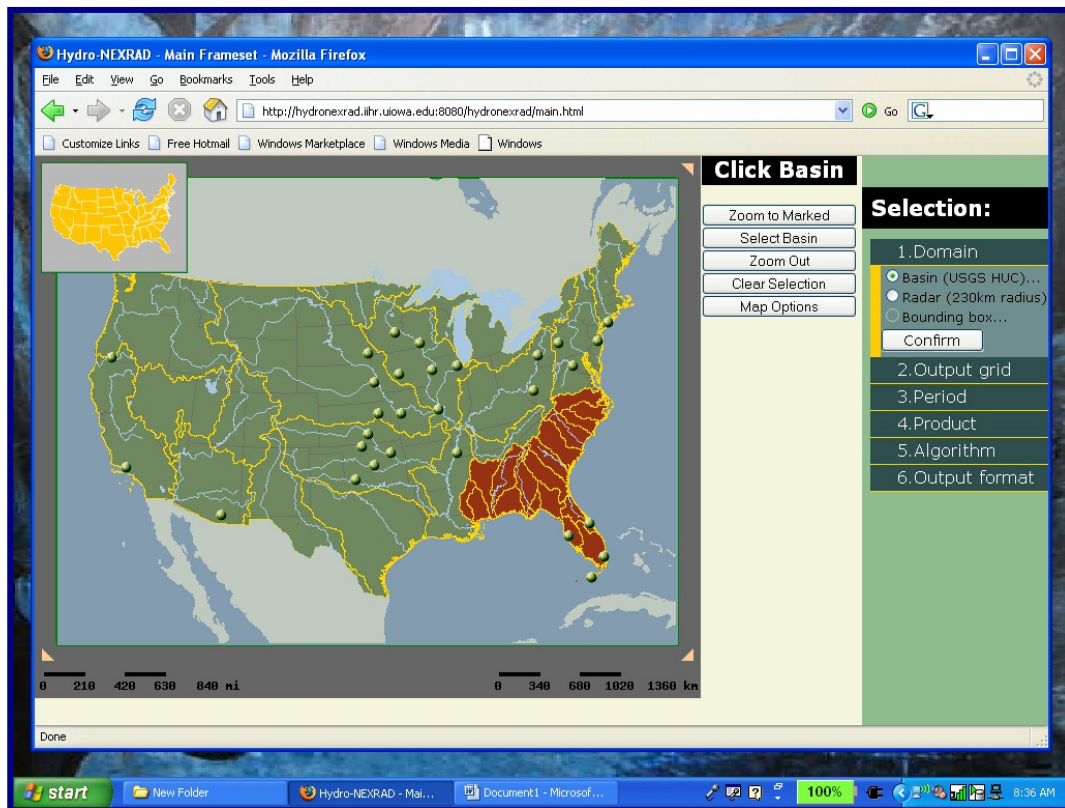 Hydro-NEXRAD - Main Frameset - Mozilla Firefox
File Edit View Go Bookmarks Tools Help
http://hydronexrad.iihr.uiowa.edu:8080/hydronexrad/main.html Go G
Customize Links Free Hotmail Windows Marketplace Windows Media Windows
Click Basin
Zoom to Marked
Select Basin
Zoom Out
Clear Selection
Map Options
Selection:
1.Domain
Basin (USGS HUC)...
Radar (230km radius)
Bounding box...
Confirm
2.Output grid
3.Period
4.Product
5.Algorithm
6.Output format
0 210 420 630 840 mi
0 340 680 1020 1360 km
Done
start New Folder Hydro-NEXRAD - Mai... Document1 - Microsof... 100% 8:36 AM